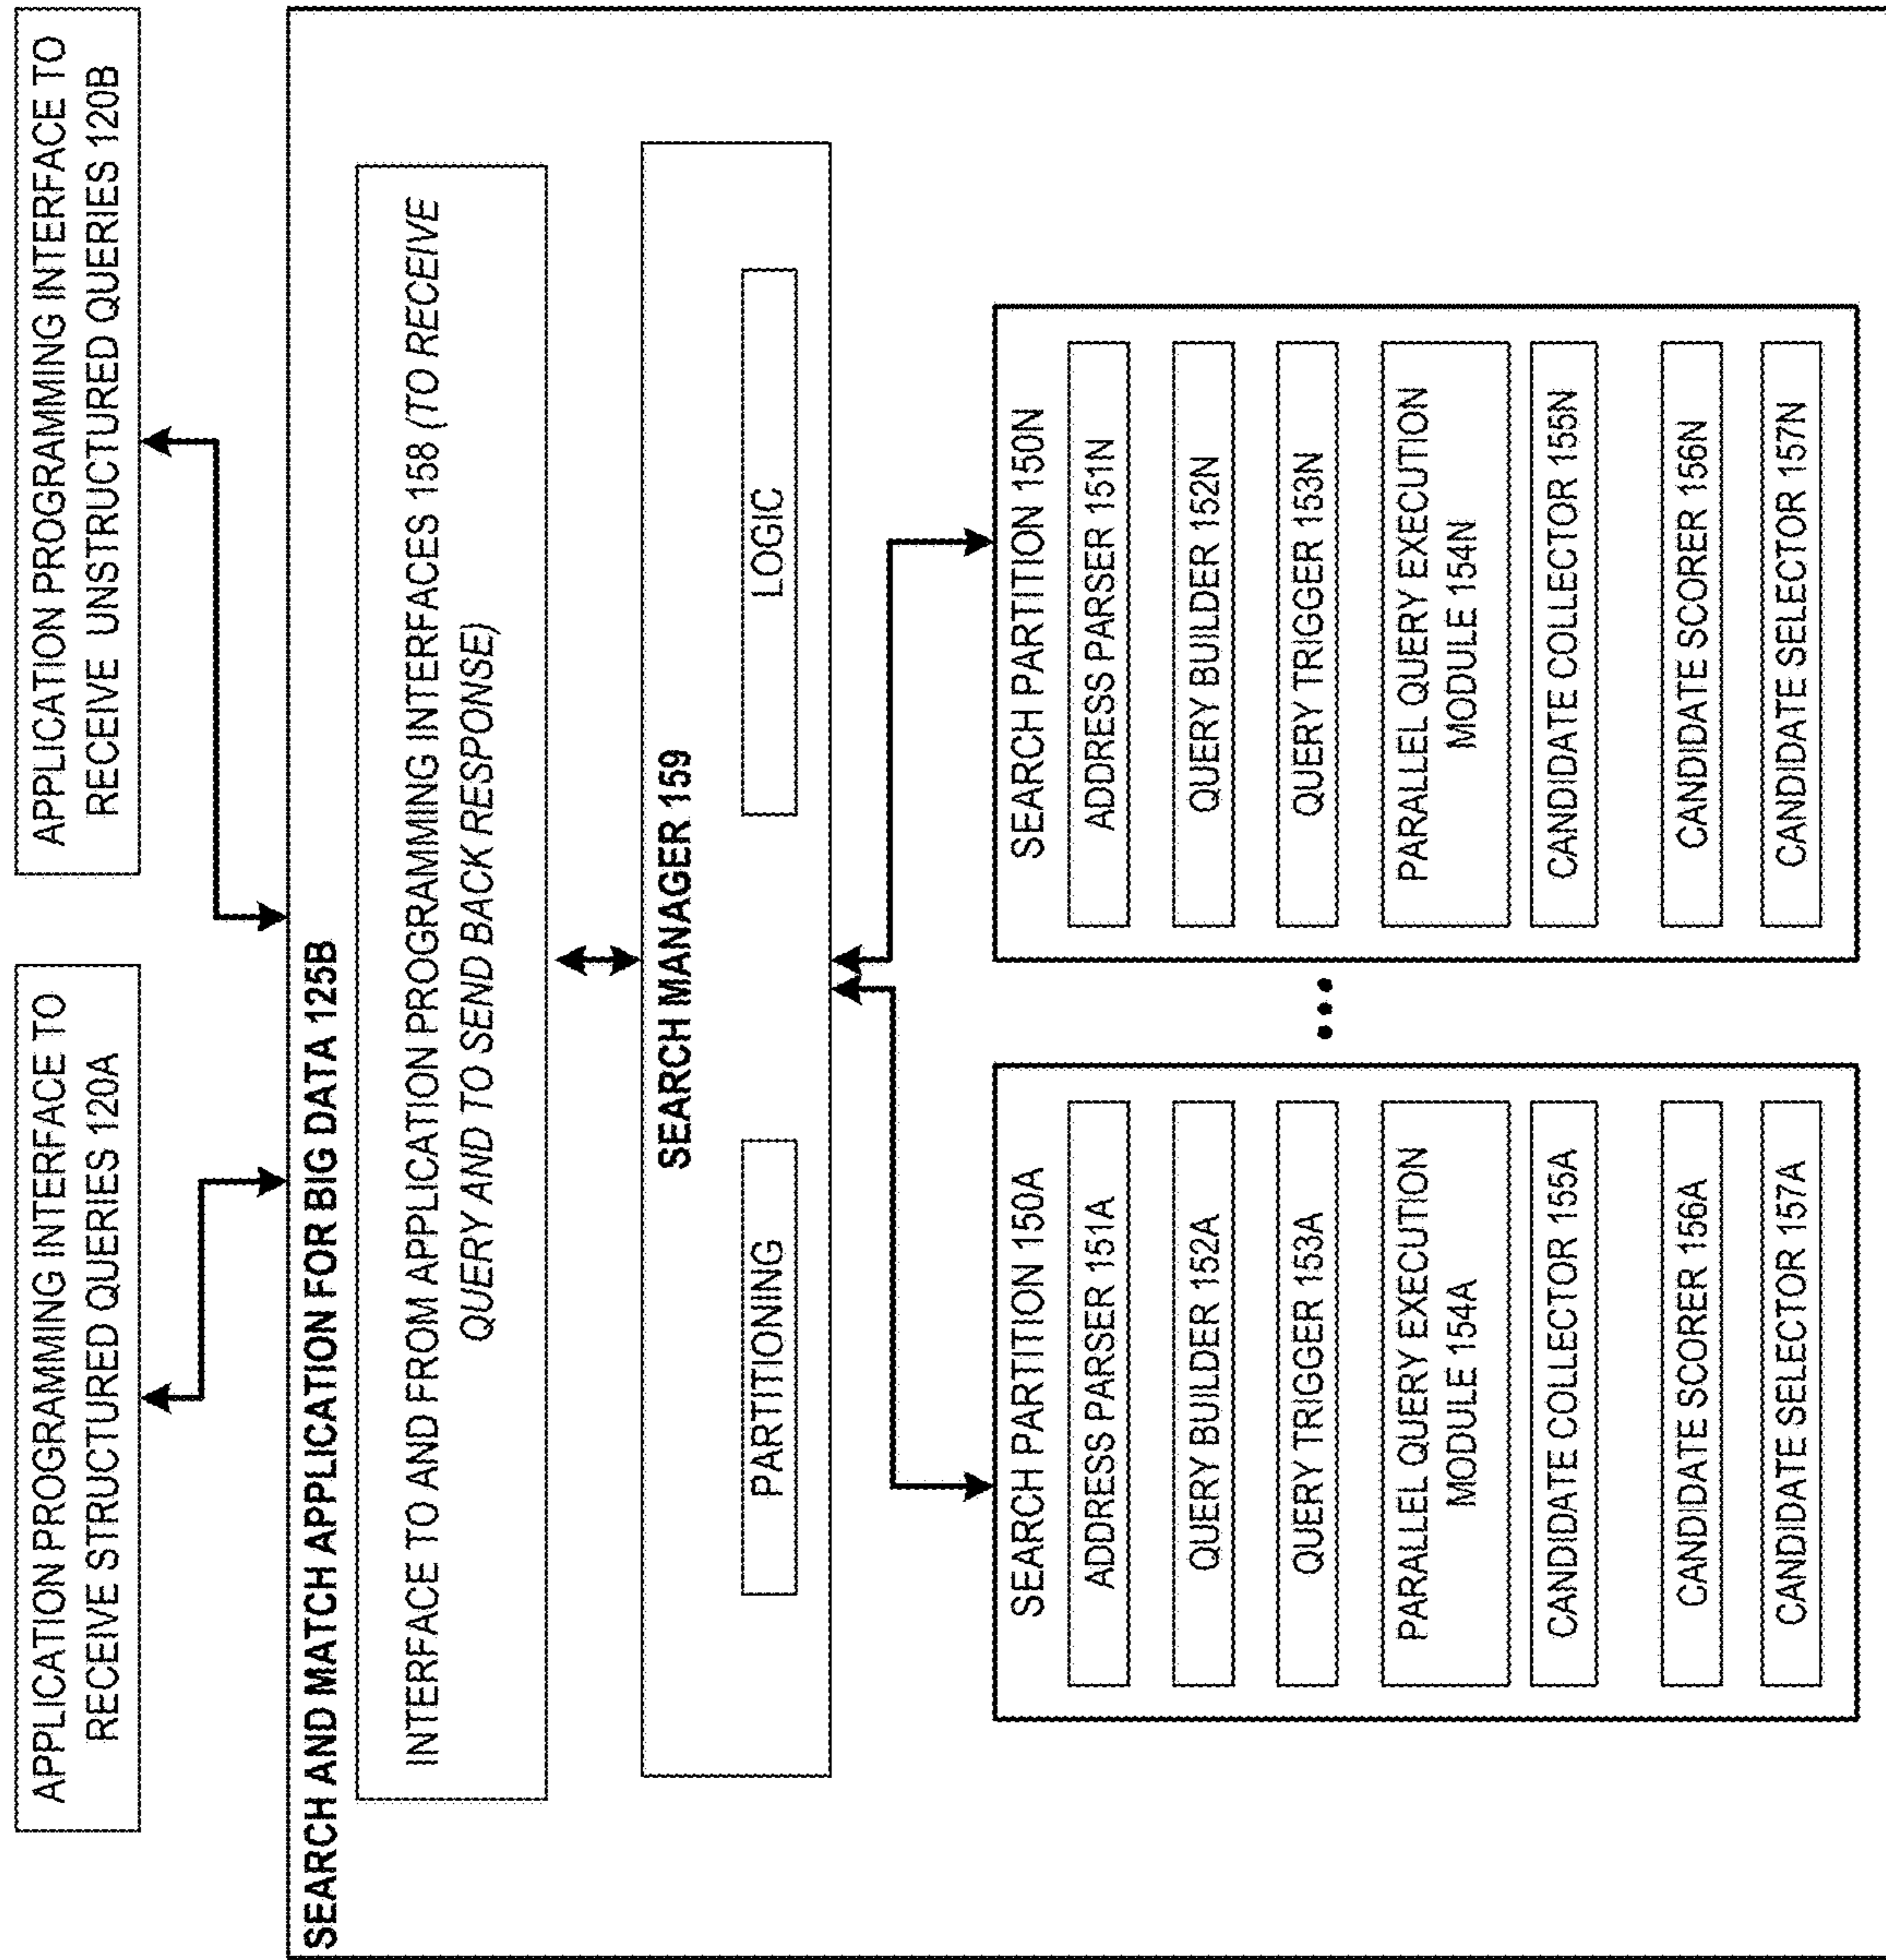 APPLICATION PROGRAMMING INTERFACE TO
RECEIVE STRUCTURED QUERIES 120A
APPLICATION PROGRAMMING INTERFACE TO
RECEIVE UNSTRUCTURED QUERIES 120B
SEARCH AND MATCH APPLICATION FOR BIG DATA 125B
INTERFACE TO AND FROM APPLICATION PROGRAMMING INTERFACES 158 (TO RECEIVE
QUERY AND TO SEND BACK RESPONSE)
SEARCH MANAGER 159
PARTITIONING
LOGIC
SEARCH PARTITION 150A
ADDRESS PARSER 151A
QUERY BUILDER 152A
QUERY TRIGGER 153A
PARALLEL QUERY EXECUTION
MODULE 154A
CANDIDATE COLLECTOR 155A
CANDIDATE SCORER 156A
CANDIDATE SELECTOR 157A
...
SEARCH PARTITION 150N
ADDRESS PARSER 151N
QUERY BUILDER 152N
QUERY TRIGGER 153N
PARALLEL QUERY EXECUTION
MODULE 154N
CANDIDATE COLLECTOR 155N
CANDIDATE SCORER 156N
CANDIDATE SELECTOR 157N